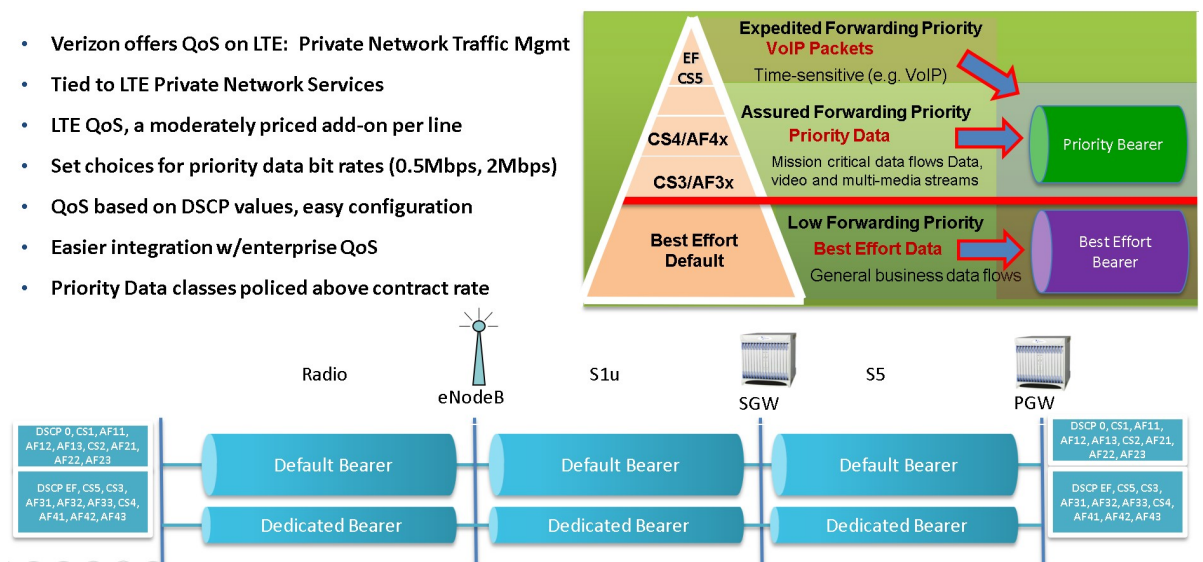 • Verizon offers QoS on LTE: Private Network Traffic Mgmt
• Tied to LTE Private Network Services
• LTE QoS, a moderately priced add-on per line
• Set choices for priority data bit rates (0.5Mbps, 2Mbps)
• QoS based on DSCP values, easy configuration
• Easier integration w/enterprise QoS
• Priority Data classes policed above contract rate
EF
CS5
CS4/AF4x
CS3/AF3x
Best Effort
Default
Expedited Forwarding Priority
VoIP Packets
Time-sensitive (e.g. VoIP)
Assured Forwarding Priority
Priority Data
Mission critical data flows Data,
video and multi-media streams
Low Forwarding Priority
Best Effort Data
General business data flows
Priority Bearer
Best Effort
Bearer
Radio
eNodeB
S1u
SGW
S5
PGW
DSCP 0, CS1, AF11,
AF12, AF13, CS2, AF21,
AF22, AF23
DSCP EF, CS5, CS3,
AF31, AF32, AF33, CS4,
AF41, AF42, AF43
Default Bearer
Default Bearer
Default Bearer
Dedicated Bearer
Dedicated Bearer
Dedicated Bearer
DSCP 0, CS1, AF11,
AF12, AF13, CS2, AF21,
AF22, AF23
DSCP EF, CS5, CS3,
AF31, AF32, AF33, CS4,
AF41, AF42, AF43